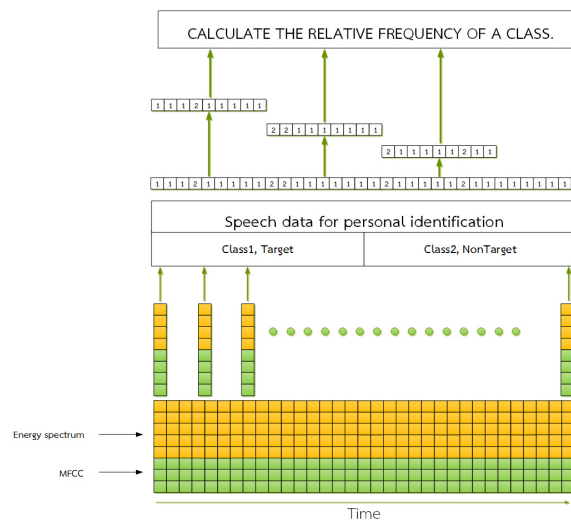 CALCULATE THE RELATIVE FREQUENCY OF A CLASS.
1 1 1 2 1 1 1 1 1 1
2 2 1 1 1 1 1 1 1 1
2 1 1 1 1 1 1 2 1 1
1 1 1 2 1 1 1 1 1 1 2 2 1 1 1 1 1 1 1 1 2 1 1 1 1 1 1 2 1 1 1 1 1 1 1 1 1
Speech data for personal identification
Class1, Target
Class2, NonTarget
Energy spectrum
MFCC
Time